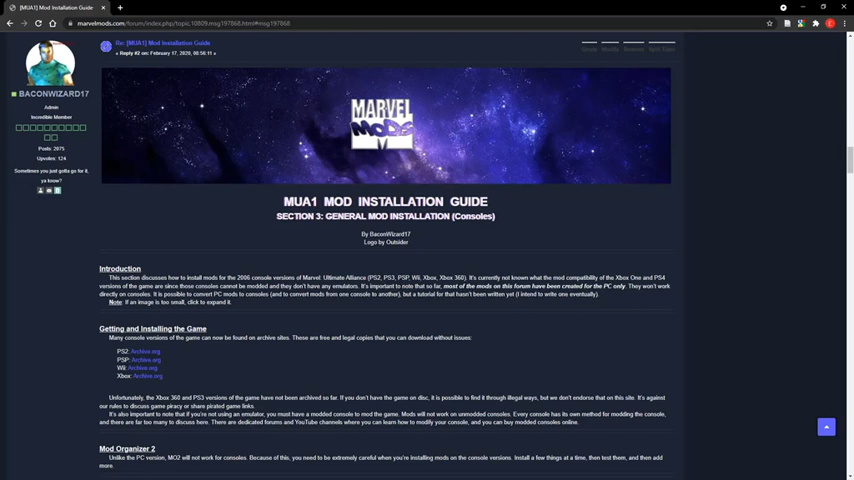 [MUA1] Mod Installation Guide
marvelmods.com/forum/index.php/topic,10809.msg197868.html#msg197868
Re: [MUA1] Mod Installation Guide
« Reply #2 on: February 17, 2020, 00:56:11 »
BACONWIZARD17
Admin
Incredible Member
Posts: 2075
Upvotes: 124
Sometimes you just gotta go for it,
ya know?
MARVEL
MODS
MUA1 MOD INSTALLATION GUIDE
SECTION 3: GENERAL MOD INSTALLATION (Consoles)
By BaconWizard17
Logo by Outsider
Introduction
This section discusses how to install mods for the 2006 console versions of Marvel: Ultimate Alliance (PS2, PS3, PSP, Wii, Xbox, Xbox 360). It's currently not known what the mod compatibility of the Xbox One and PS4
versions of the game are since those consoles cannot be modded and they don't have any emulators. It's important to note that so far, most of the mods on this forum have been created for the PC only. They won't work
directly on consoles. It is possible to convert PC mods to consoles (and to convert mods from one console to another), but a tutorial for that hasn't been written yet (I intend to write one eventually).
Note: If an image is too small, click to expand it.
Getting and Installing the Game
Many console versions of the game can now be found on archive sites. These are free and legal copies that you can download without issues:
PS2: Archive.org
PSP: Archive.org
Wii: Archive.org
Xbox: Archive.org
Unfortunately, the Xbox 360 and PS3 versions of the game have not been archived so far. If you don't have the game on disc, it is possible to find it through illegal ways, but we don't endorse that on this site. It's against
our rules to discuss game piracy or share pirated game links.
It's also important to note that if you're not using an emulator, you must have a modded console to mod the game. Mods will not work on unmodded consoles. Every console has its own method for modding the console,
and there are far too many to discuss here. There are dedicated forums and YouTube channels where you can learn how to modify your console, and you can buy modded consoles online.
Mod Organizer 2
Unlike the PC version, MO2 will not work for consoles. Because of this, you need to be extremely careful when you're installing mods on the console versions. Install a few things at a time, then test them, and then add
more.